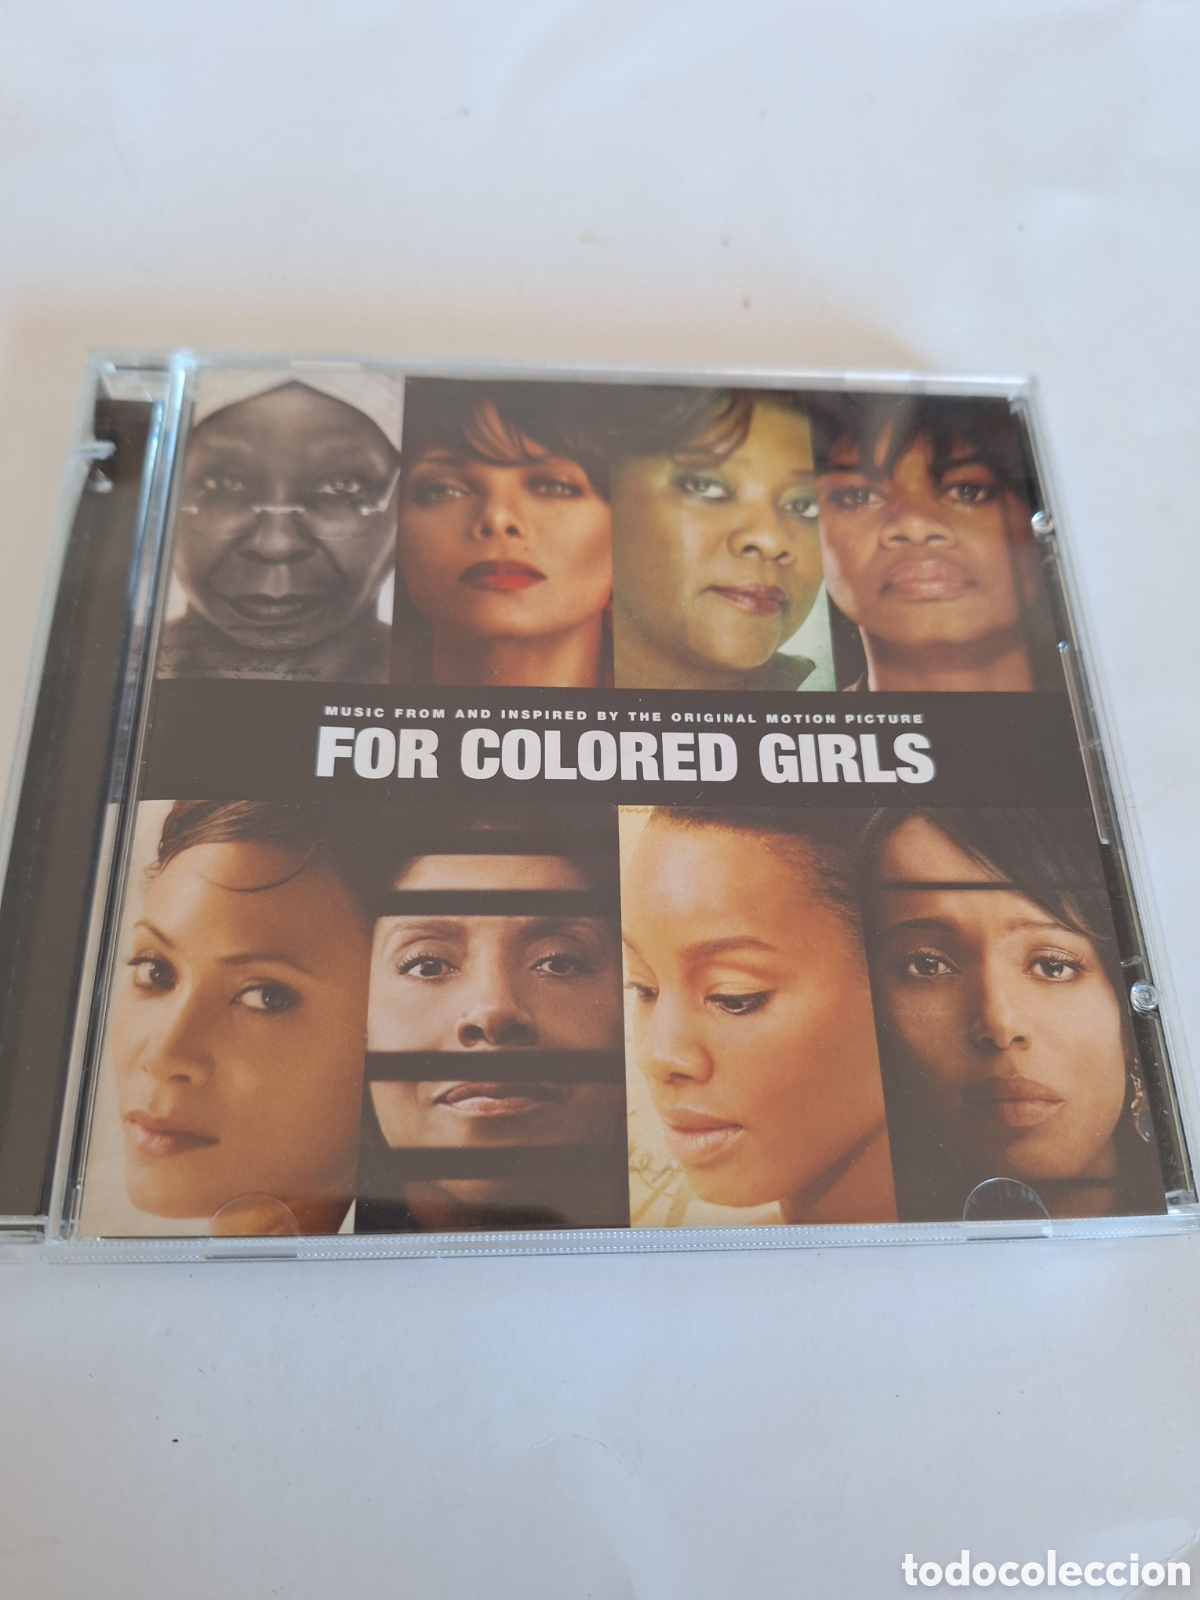 MUSIC FROM AND INSPIRED BY THE ORIGINAL MOTION PICTURE
FOR COLORED GIRLS
todocoleccion